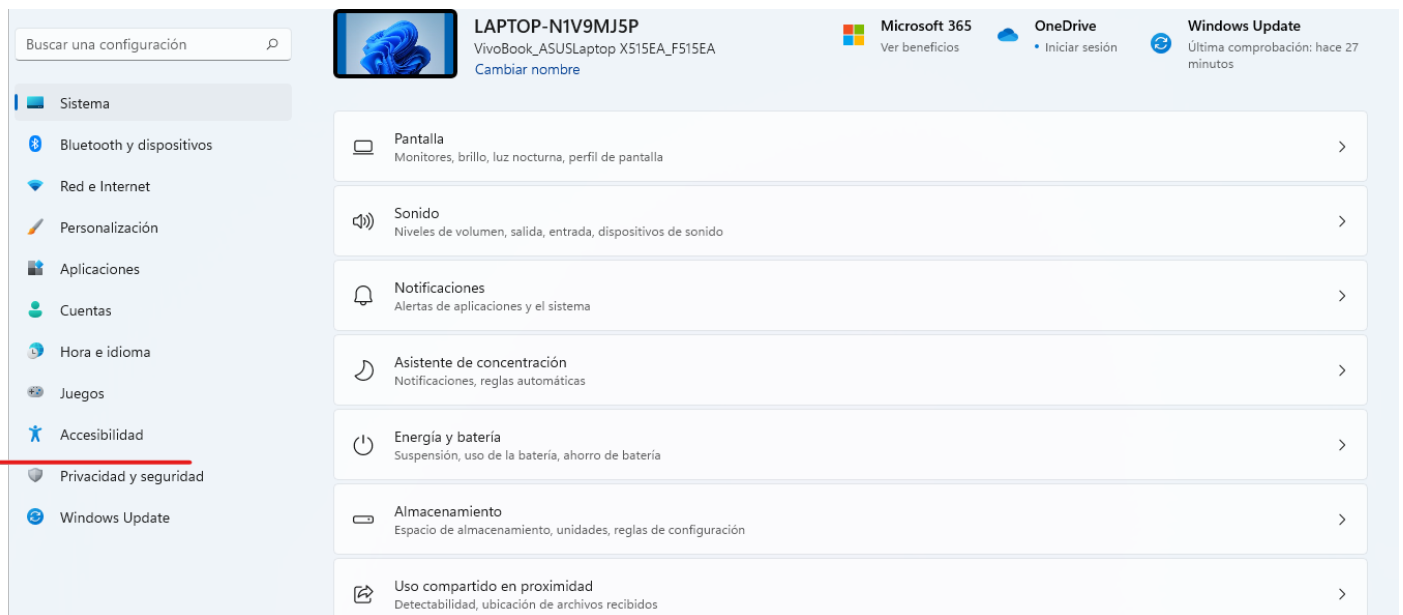 Buscar una configuración
Sistema
Bluetooth y dispositivos
Red e Internet
Personalización
Aplicaciones
Cuentas
Hora e idioma
Juegos
Accesibilidad
Privacidad y seguridad
Windows Update
LAPTOP-N1V9MJ5P
VivoBook_ASUSLaptop X515EA_F515EA
Cambiar nombre
Microsoft 365
Ver beneficios
OneDrive
• Iniciar sesión
Windows Update
Última comprobación: hace 27
minutos
Pantalla
Monitores, brillo, luz nocturna, perfil de pantalla
Sonido
Niveles de volumen, salida, entrada, dispositivos de sonido
Notificaciones
Alertas de aplicaciones y el sistema
Asistente de concentración
Notificaciones, reglas automáticas
Energía y batería
Suspensión, uso de la batería, ahorro de batería
Almacenamiento
Espacio de almacenamiento, unidades, reglas de configuración
Uso compartido en proximidad
Detectabilidad, ubicación de archivos recibidos